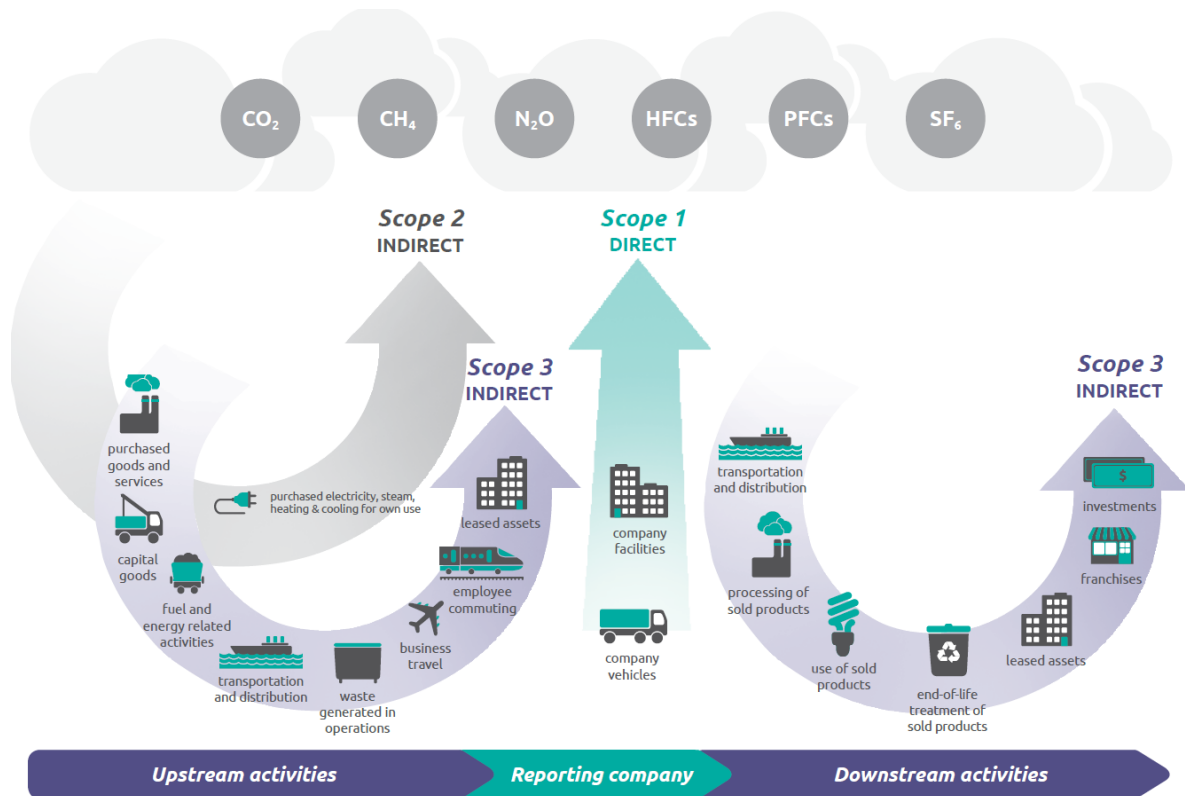 CO₂
CH₄
N₂O
HFCs
PFCs
SF₆
Scope 2
INDIRECT
Scope 1
DIRECT
Scope 3
INDIRECT
Scope 3
INDIRECT
purchased
goods and
services
capital
goods
fuel and
energy related
activities
purchased electricity, steam,
heating & cooling for own use
transportation
and distribution
waste
generated in
operations
business
travel
employee
commuting
leased assets
company
facilities
company
vehicles
transportation
and distribution
processing of
sold products
use of sold
products
end-of-life
treatment of
sold products
leased assets
franchises
$
investments
Upstream activities
Reporting company
Downstream activities